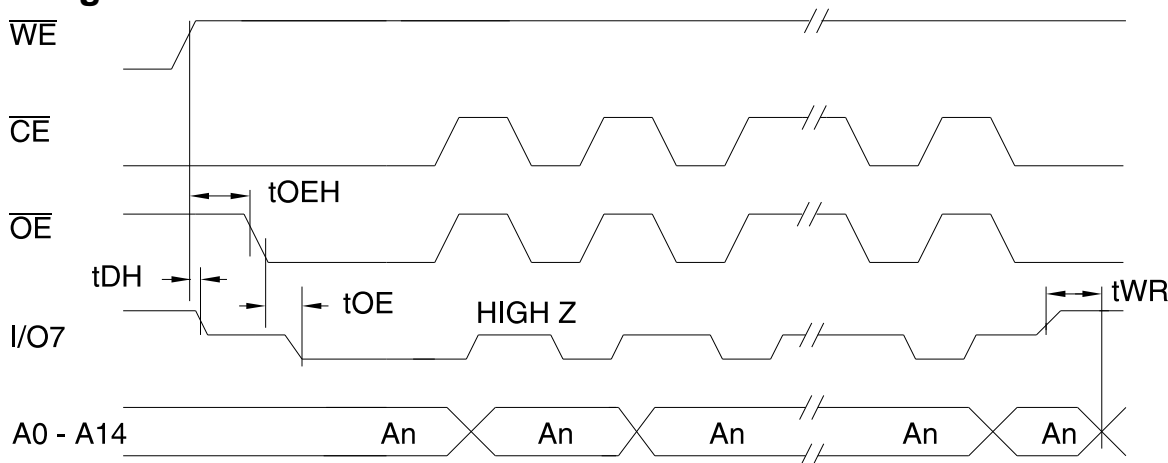 WE
CE
tOEH
OE
tDH
tOE
HIGH Z
tWR
I/O7
A0 - A14 An An An An An